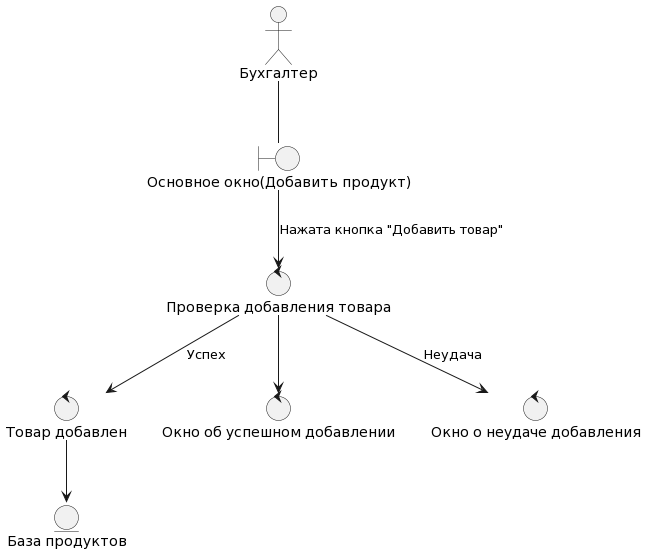 Бухгалтер
Основное окно(Добавить продукт)
Нажата кнопка "Добавить товар"
Проверка добавления товара
Успех
Неудача
Товар добавлен
Окно об успешном добавлении
Окно о неудаче добавления
База продуктов